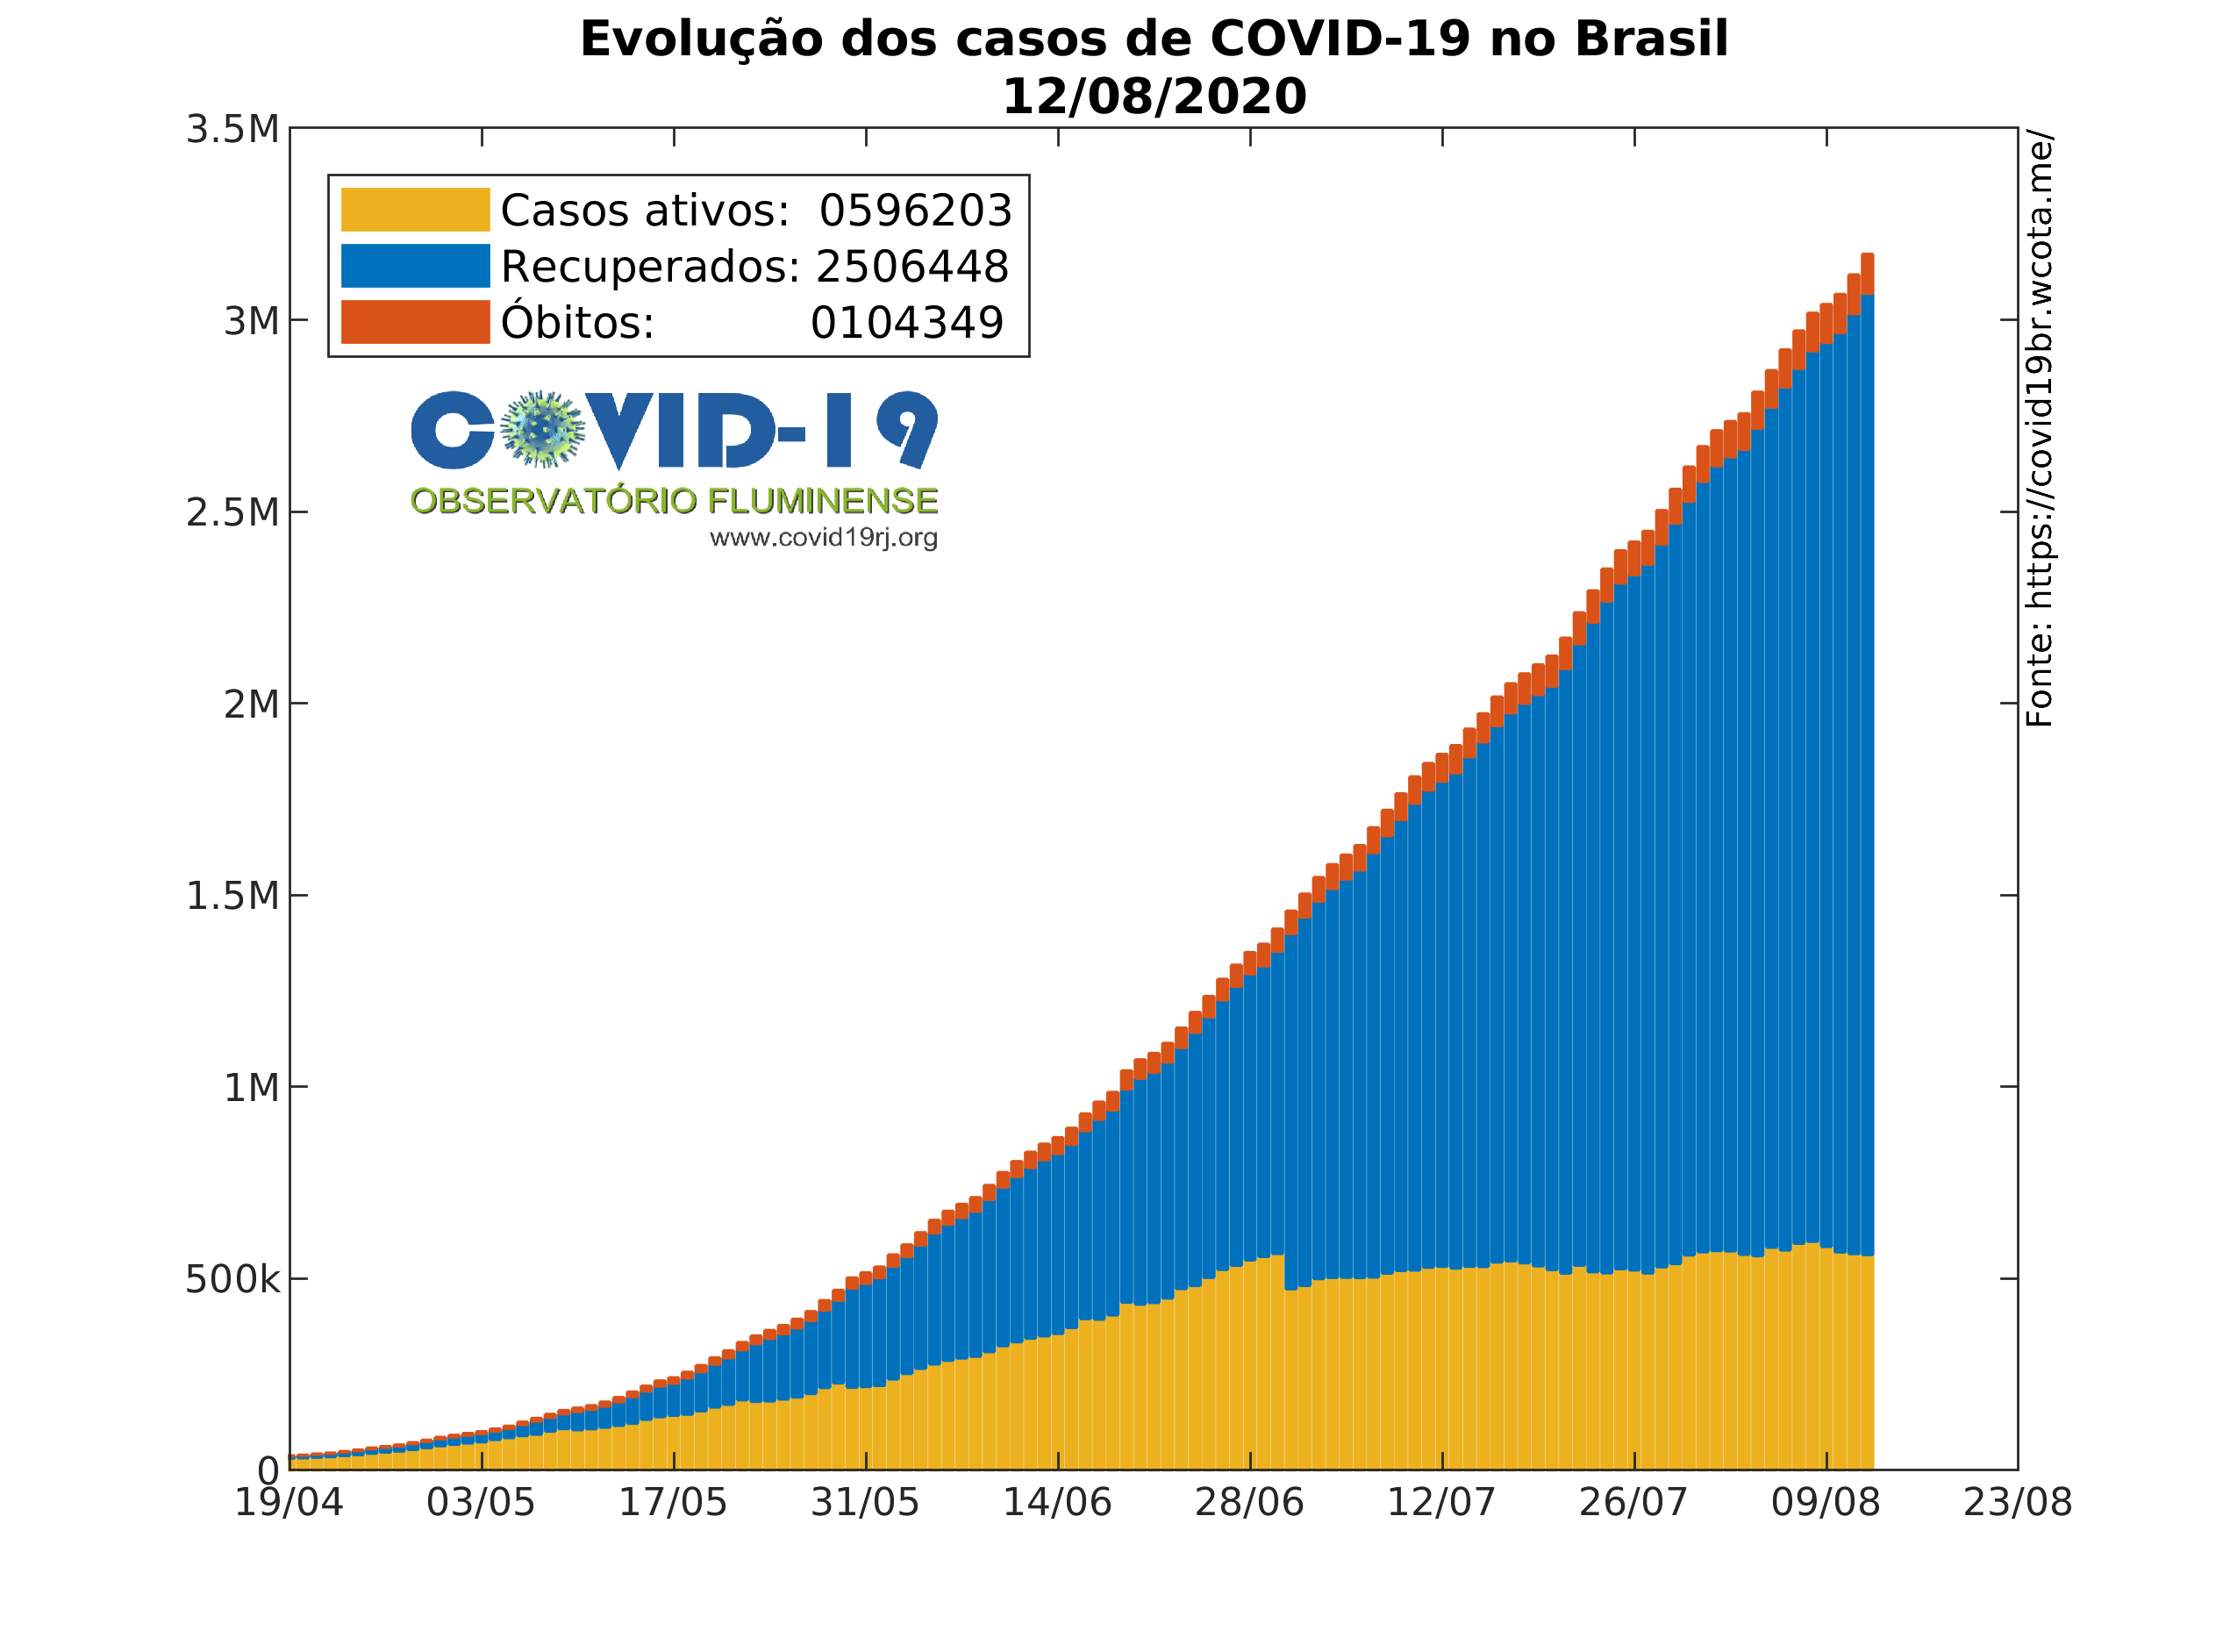 Evolução dos casos de COVID-19 no Brasil
12/08/2020
3.5M
3M
2.5M
2M
1.5M
1M
500k
0
Casos ativos: 0596203
Recuperados: 2506448
Óbitos: 0104349
COVID-19
OBSERVATÓRIO FLUMINENSE
www.covid19rj.org
Fonte: https://covid19br.wcota.me/
19/04 03/05 17/05 31/05 14/06 28/06 12/07 26/07 09/08 23/08